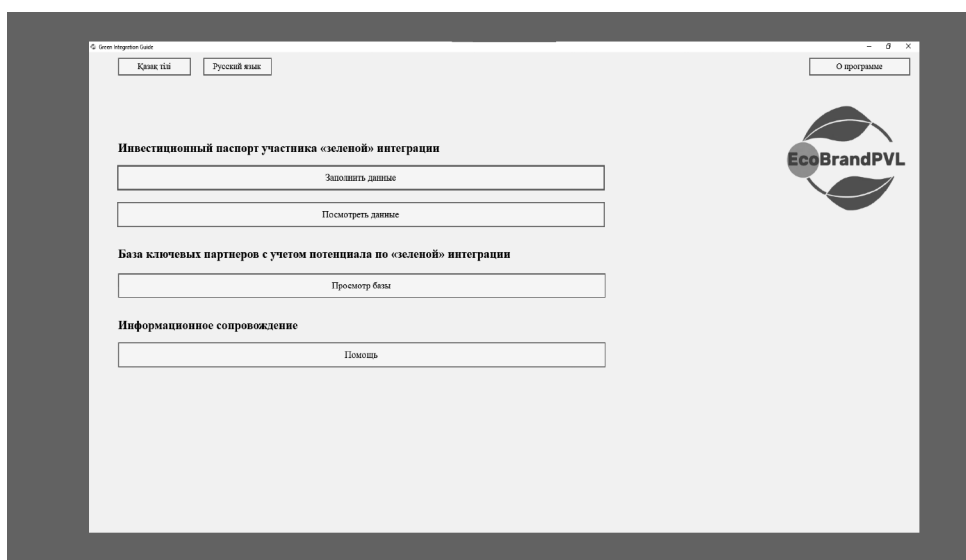 Green Integration Guide
Қазақ тілі
Русский язык
О программе
EcoBrandPVL
Инвестиционный паспорт участника «зеленой» интеграции
Заполнить данные
Посмотреть данные
База ключевых партнеров с учетом потенциала по «зеленой» интеграции
Просмотр базы
Информационное сопровождение
Помощь